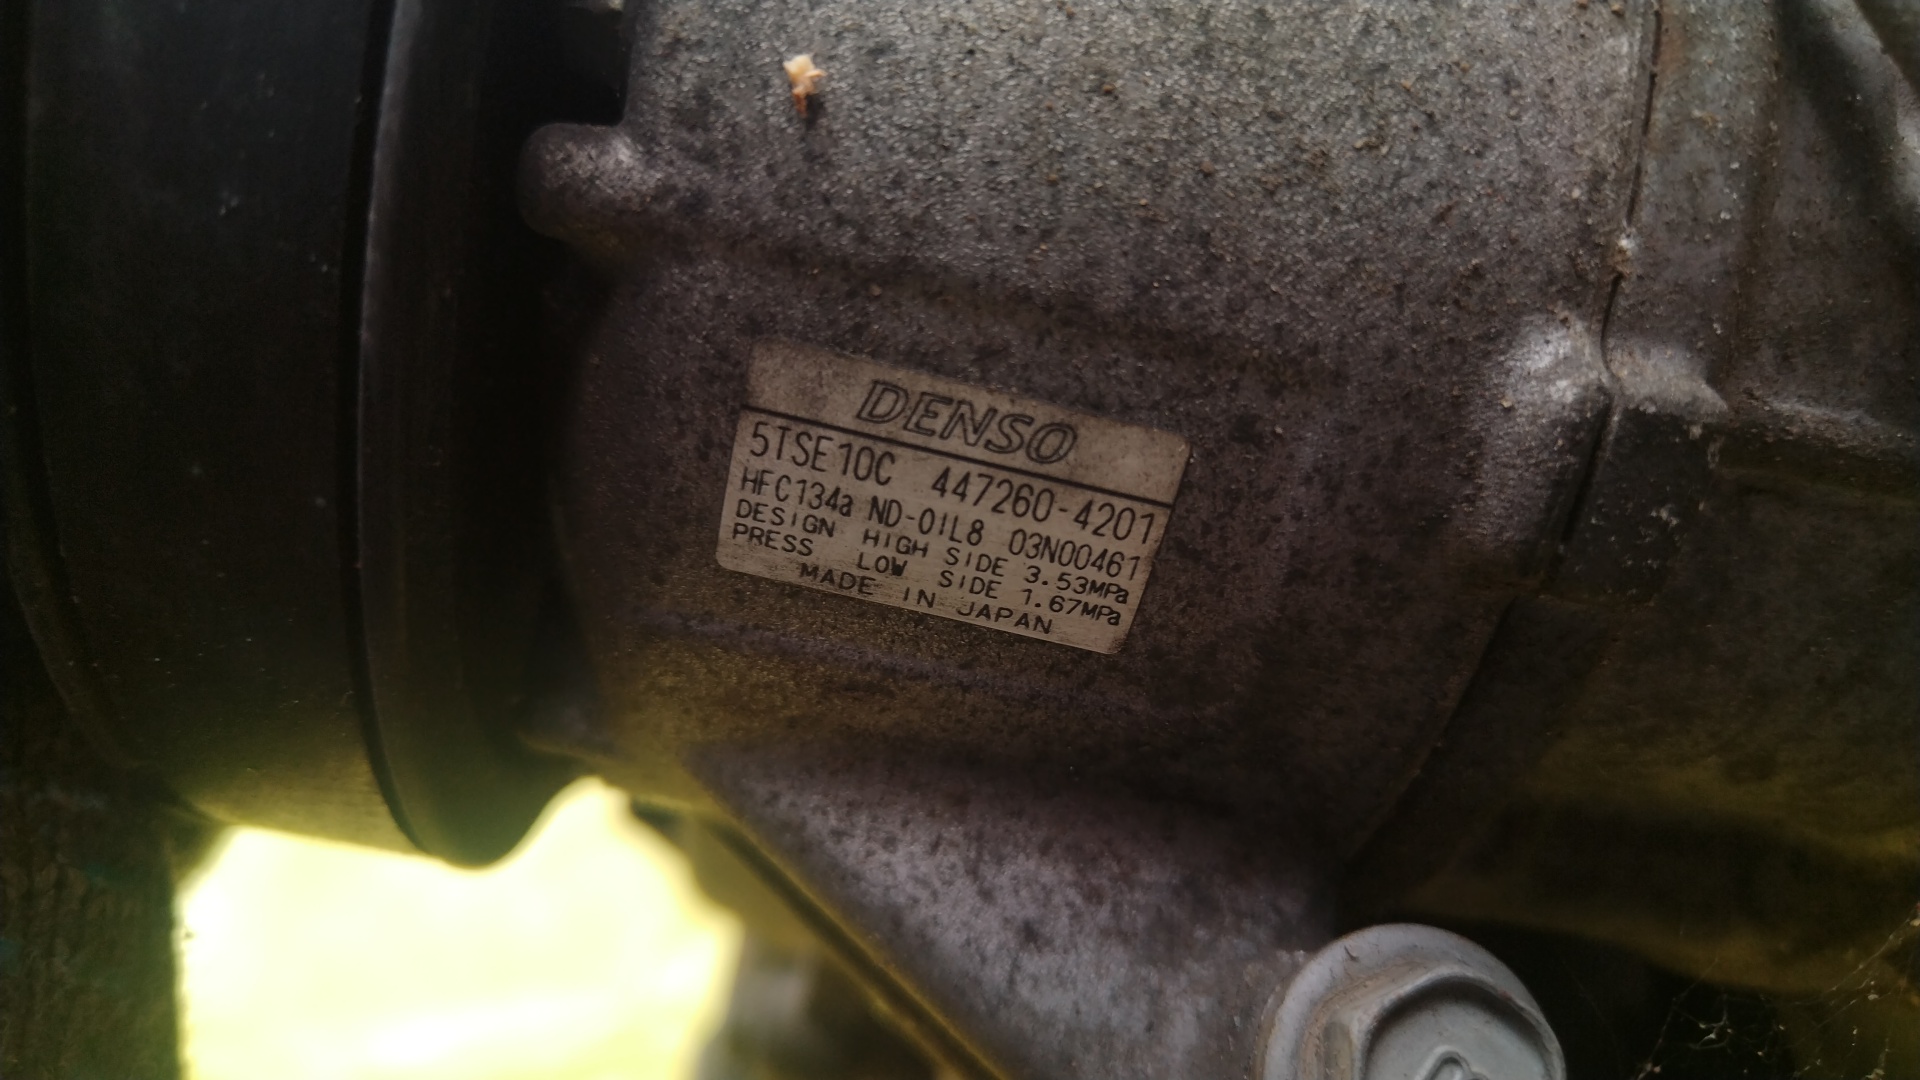 DENSO
5TSE10C 447260-4201
HFC134a ND-OIL8 03N00461
DESIGN HIGH SIDE 3.53MPa
PRESS LOW SIDE 1.67MPa
MADE IN JAPAN